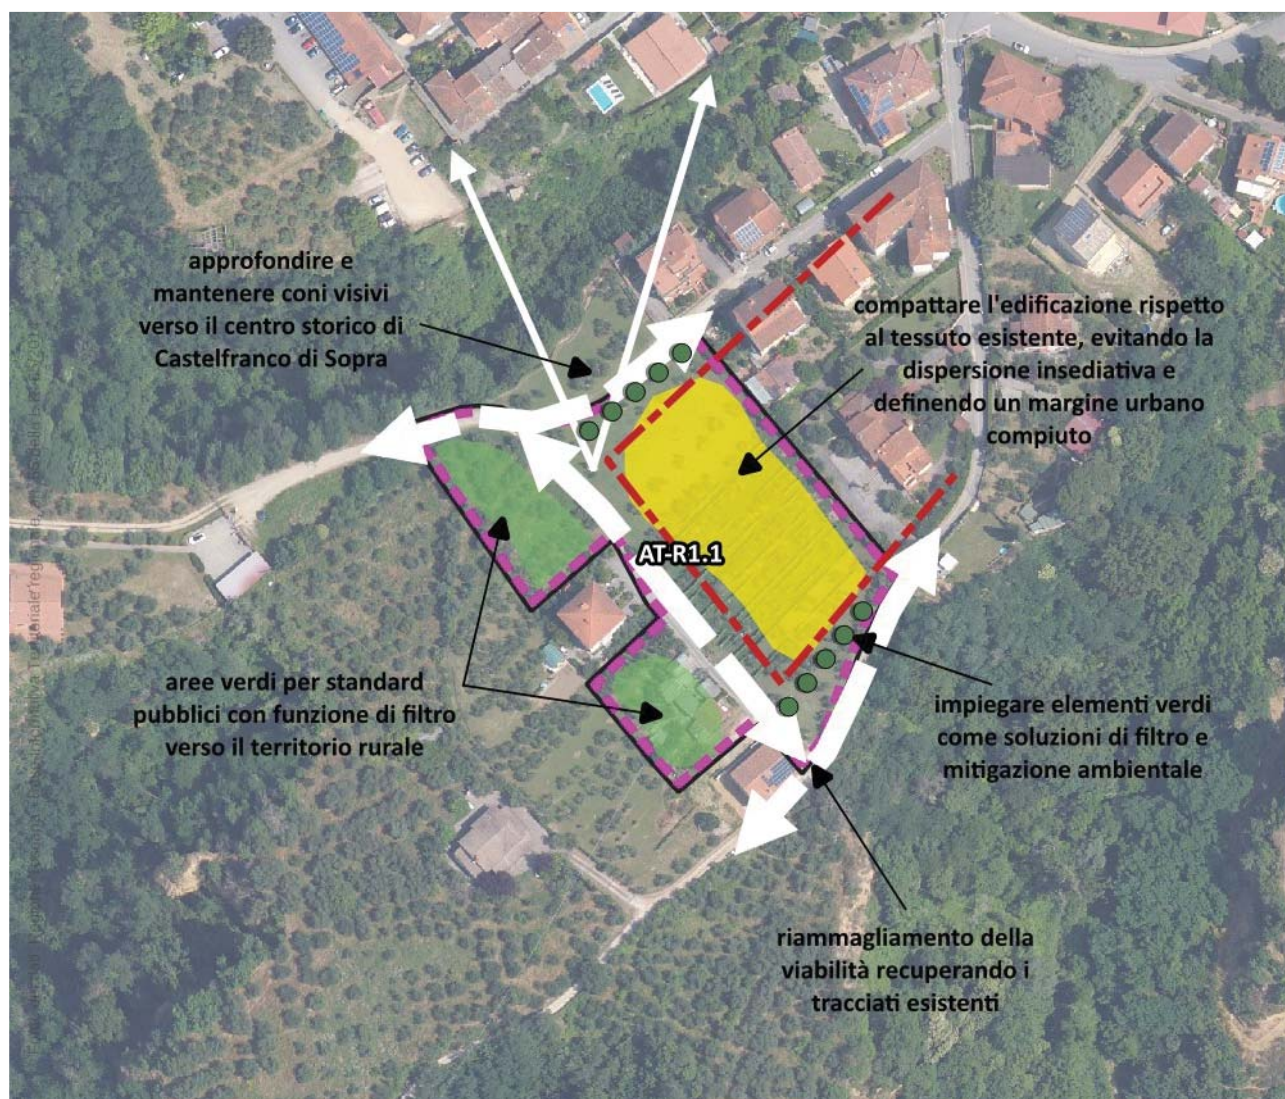 approfondire e
mantenere coni visivi
verso il centro storico di
Castelfranco di Sopra
compattare l'edificazione rispetto
al tessuto esistente, evitando la
dispersione insediativa e
definendo un margine urbano
compiuto
AT-R1.1
aree verdi per standard
pubblici con funzione di filtro
verso il territorio rurale
impiegare elementi verdi
come soluzioni di filtro e
mitigazione ambientale
riammagliamento della
viabilità recuperando i
tracciati esistenti